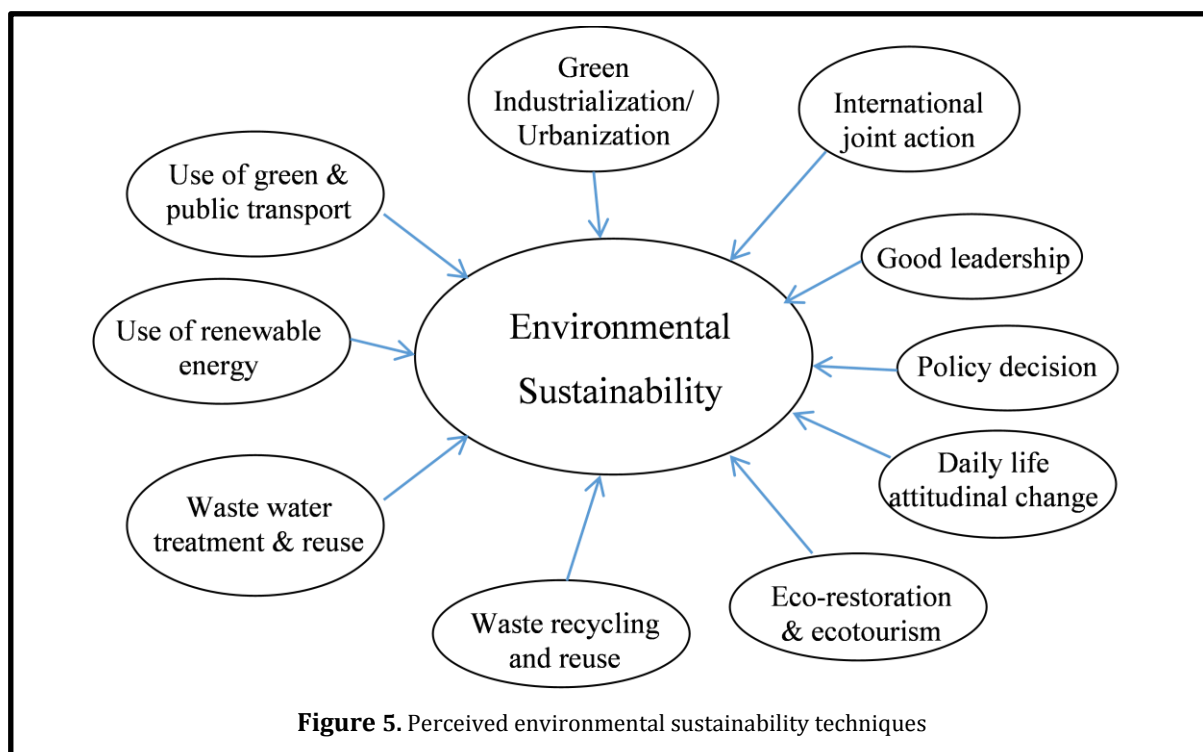 Green
Industrialization/
Urbanization
International
joint action
Use of green &
public transport
Good leadership
Use of renewable
energy
Environmental
Sustainability
Policy decision
Daily life
attitudinal change
Waste water
treatment & reuse
Eco-restoration
& ecotourism
Waste recycling
and reuse
Figure 5. Perceived environmental sustainability techniques